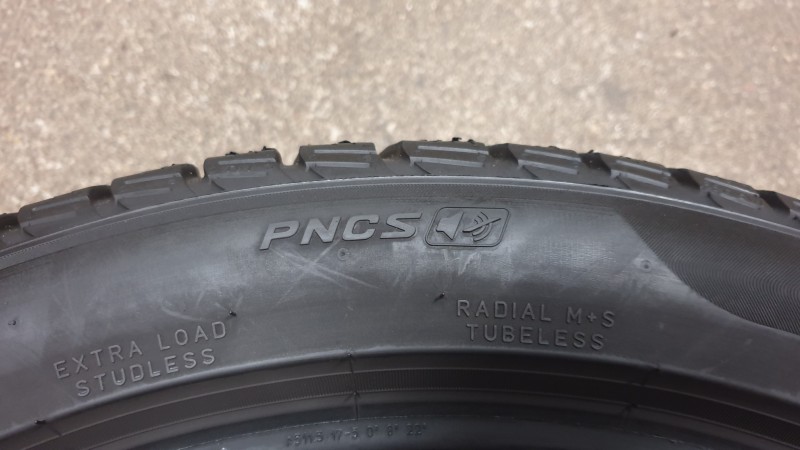 PNCS
EXTRA LOAD
STUDLESS
RADIAL M+S
TUBELESS